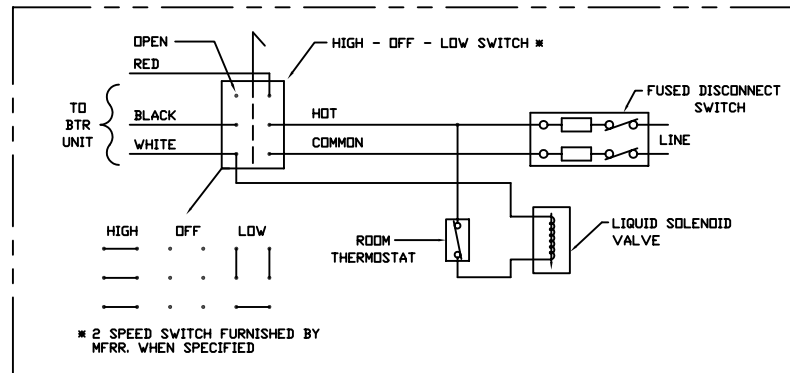 OPEN
HIGH - OFF - LOW SWITCH *
RED
FUSED DISCONNECT
SWITCH
TO
BTR
UNIT
BLACK
HOT
WHITE
COMMON
LINE
HIGH OFF LOW
ROOM
THERMOSTAT
LIQUID SOLENOID
VALVE
* 2 SPEED SWITCH FURNISHED BY
MFRR. WHEN SPECIFIED